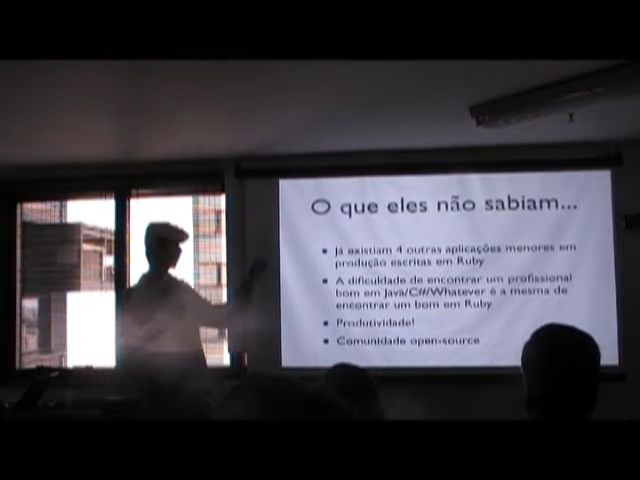 O que eles não sabiam...
Já existiam 4 outras aplicações menores em
produção escritas em Ruby
A dificuldade de encontrar um profissional
bom em Java/C#/Whatever é a mesma de
encontrar um bom em Ruby
Produtividade!
Comunidade open-source